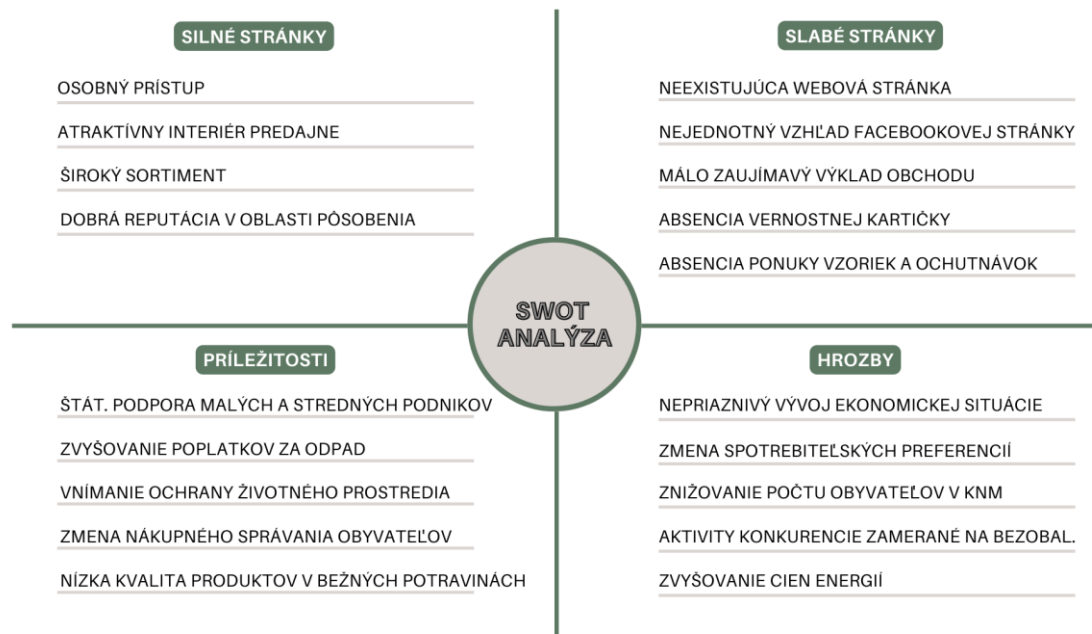 SILNÉ STRÁNKY
OSOBNÝ PRÍSTUP
ATRAKTÍVNY INTERIÉR PREDAJNE
ŠIROKÝ SORTIMENT
DOBRÁ REPUTÁCIA V OBLASTI PÔSOBENIA
SLABÉ STRÁNKY
NEEXISTUJÚCA WEBOVÁ STRÁNKA
NEJEDNOTNÝ VZHĽAD FACEBOOKOVEJ STRÁNKY
MÁLO ZAUJÍMAVÝ VÝKLAD OBCHODU
ABSENCIA VERNOSTNEJ KARTIČKY
ABSENCIA PONUKY VZORIEK A OCHUTNÁVOK
SWOT
ANALÝZA
PRÍLEŽITOSTI
ŠTÁT. PODPORA MALÝCH A STREDNÝCH PODNIKOV
ZVYŠOVANIE POPLATKOV ZA ODPAD
VNÍMANIE OCHRANY ŽIVOTNÉHO PROSTREDIA
ZMENA NÁKUPNÉHO SPRÁVANIA OBYVATEĽOV
NÍZKA KVALITA PRODUKTOV V BEŽNÝCH POTRAVINÁCH
HROZBY
NEPRIAZNIVÝ VÝVOJ EKONOMICKEJ SITUÁCIE
ZMENA SPOTREBITEĽSKÝCH PREFERENCIÍ
ZNIŽOVANIE POČTU OBYVATEĽOV V KNM
AKTIVITY KONKURENCIE ZAMERANÉ NA BEZOBAL.
ZVYŠOVANIE CIEN ENERGIÍ